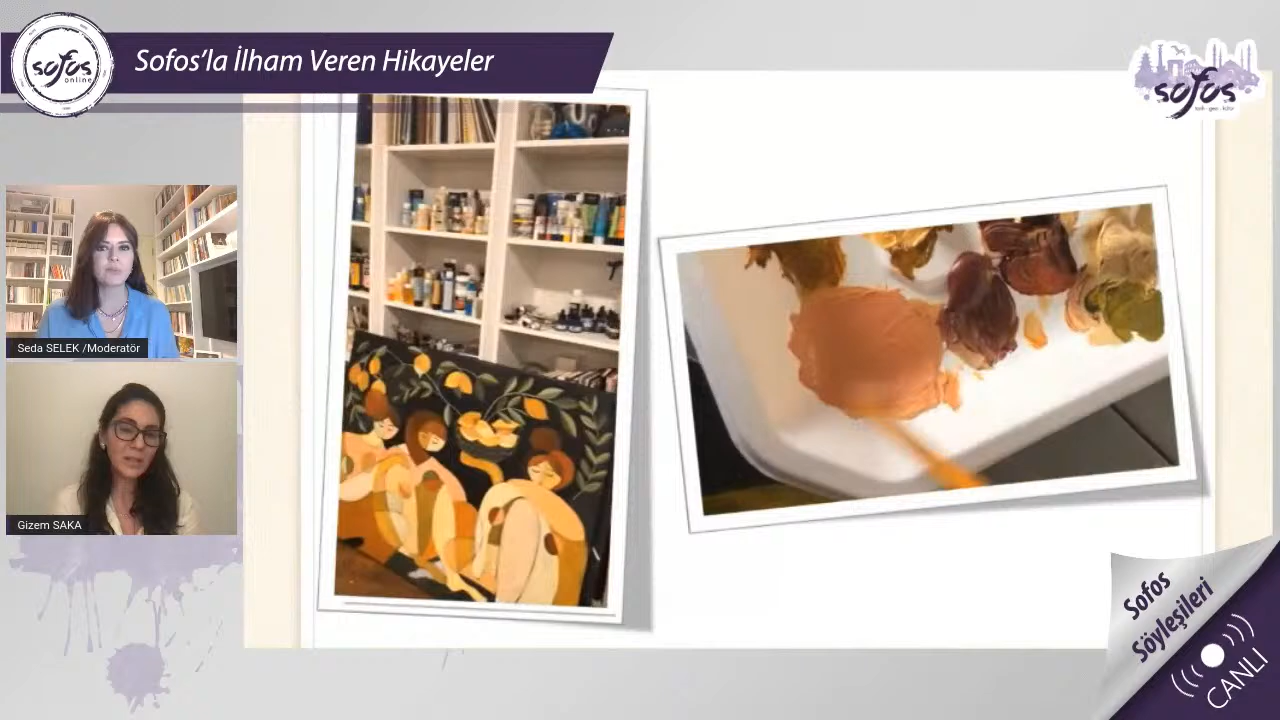 sofos
online
Sofos'la İlham Veren Hikayeler
sofos
Seda SELEK /Moderatör
Gizem SAKA
Sofos
Söyleşileri
CANLI